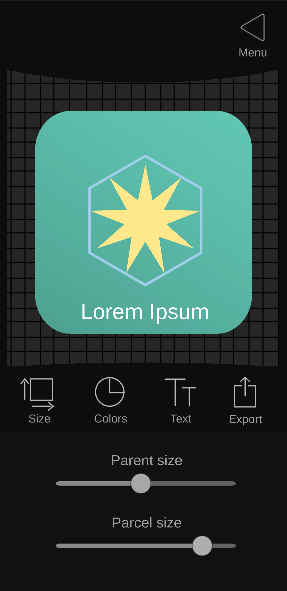 Menu
Lorem Ipsum
Size
Colors
Text
Export
Parent size
Parcel size